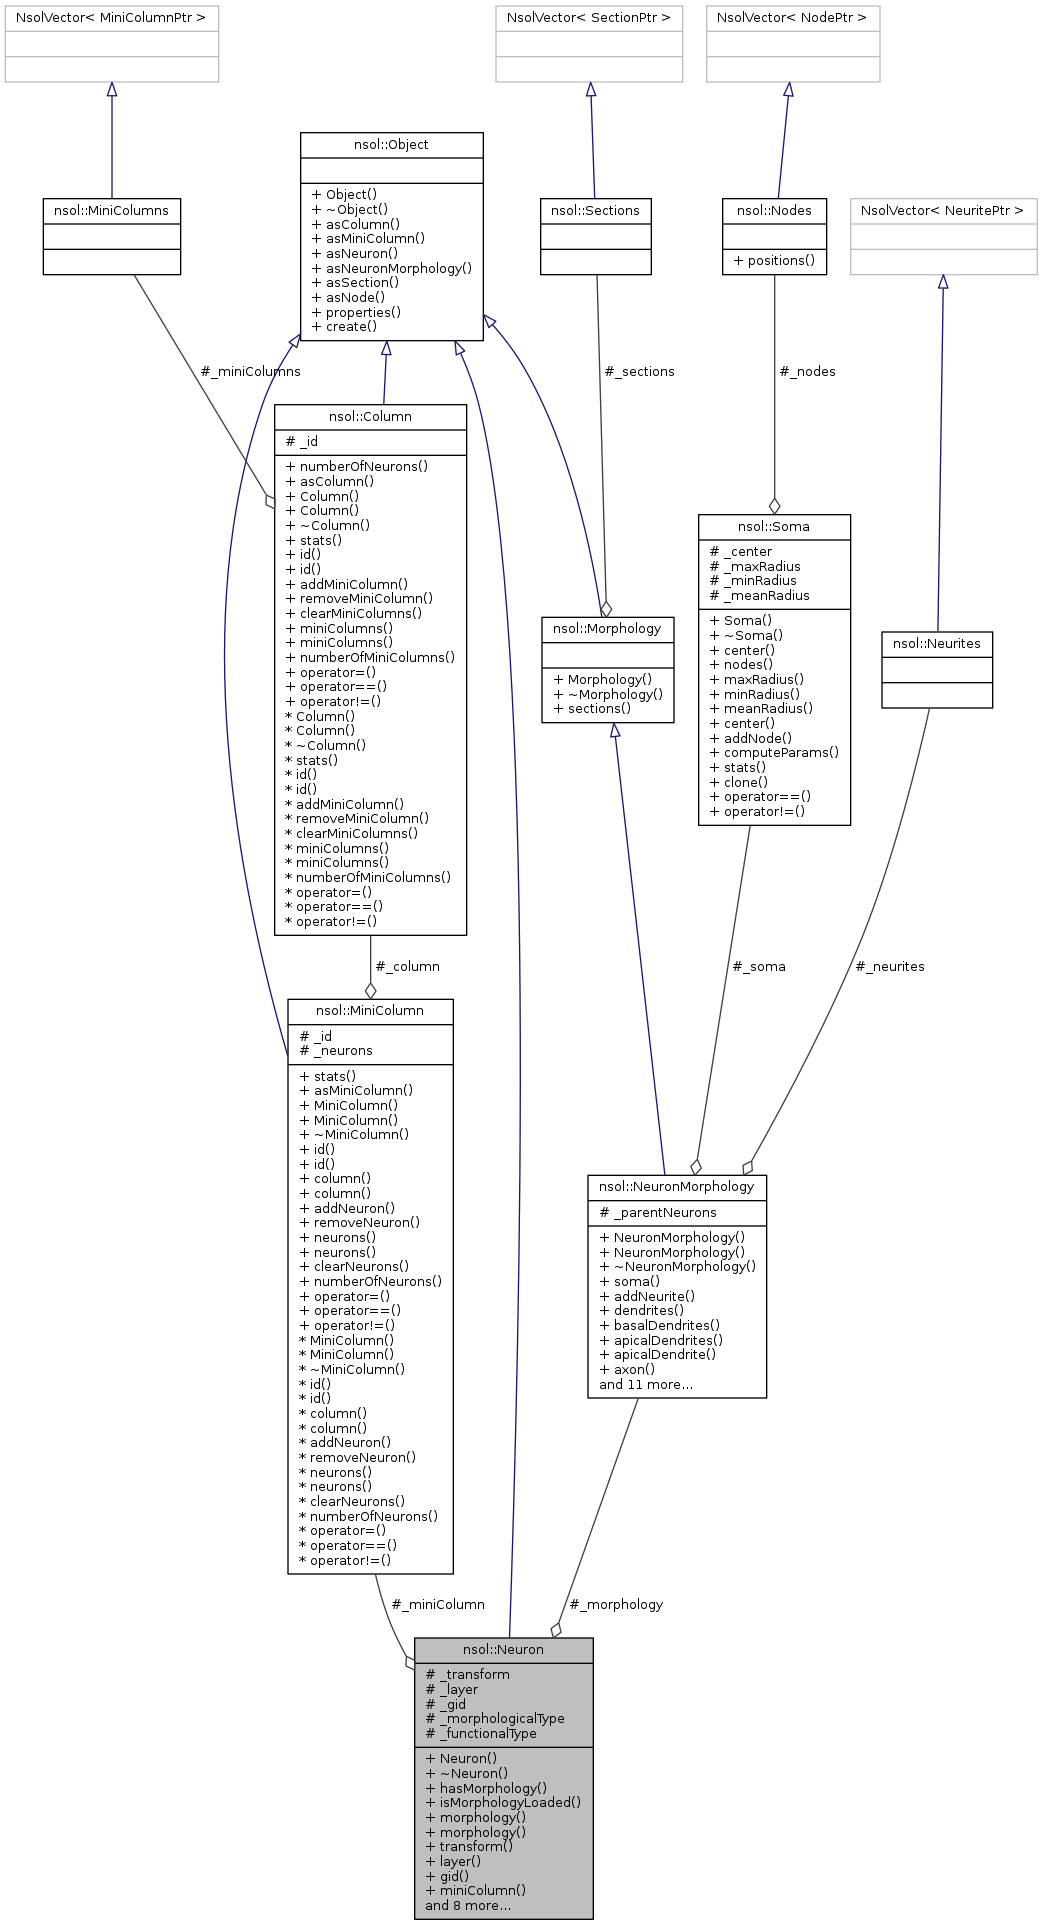 NsolVector< MiniColumnPtr >
NsolVector< SectionPtr >
NsolVector< NodePtr >
nsol::Object
+ Object()
+ ~Object()
+ asColumn()
+ asMiniColumn()
+ asNeuron()
+ asNeuronMorphology()
+ asSection()
+ asNode()
+ properties()
+ create()
nsol::MiniColumns
nsol::Sections
nsol::Nodes
+ positions()
NsolVector< NeuritePtr >
#_miniColumns
#_sections
#_nodes
nsol::Column
# _id
+ numberOfNeurons()
+ asColumn()
+ Column()
+ Column()
+ ~Column()
+ stats()
+ id()
+ id()
+ addMiniColumn()
+ removeMiniColumn()
+ clearMiniColumns()
+ miniColumns()
+ miniColumns()
+ numberOfMiniColumns()
+ operator=()
+ operator==()
+ operator!=()
* Column()
* Column()
* ~Column()
* stats()
* id()
* id()
* addMiniColumn()
* removeMiniColumn()
* clearMiniColumns()
* miniColumns()
* miniColumns()
* numberOfMiniColumns()
* operator=()
* operator==()
* operator!=()
nsol::Soma
# _center
# _maxRadius
# _minRadius
# _meanRadius
+ Soma()
+ ~Soma()
+ center()
+ nodes()
+ maxRadius()
+ minRadius()
+ meanRadius()
+ center()
+ addNode()
+ computeParams()
+ stats()
+ clone()
+ operator==()
+ operator!=()
nsol::Morphology
+ Morphology()
+ ~Morphology()
+ sections()
nsol::Neurites
#_column
#_soma
#_neurites
nsol::MiniColumn
# _id
# _neurons
+ stats()
+ asMiniColumn()
+ MiniColumn()
+ MiniColumn()
+ ~MiniColumn()
+ id()
+ id()
+ column()
+ column()
+ addNeuron()
+ removeNeuron()
+ neurons()
+ neurons()
+ clearNeurons()
+ numberOfNeurons()
+ operator=()
+ operator==()
+ operator!=()
* MiniColumn()
* MiniColumn()
* ~MiniColumn()
* id()
* id()
* column()
* column()
* addNeuron()
* removeNeuron()
* neurons()
* neurons()
* clearNeurons()
* numberOfNeurons()
* operator=()
* operator==()
* operator!=()
nsol::NeuronMorphology
# _parentNeurons
+ NeuronMorphology()
+ NeuronMorphology()
+ ~NeuronMorphology()
+ soma()
+ addNeurite()
+ dendrites()
+ basalDendrites()
+ apicalDendrites()
+ apicalDendrite()
+ axon()
and 11 more...
#_miniColumn
#_morphology
nsol::Neuron
# _transform
# _layer
# _gid
# _morphologicalType
# _functionalType
+ Neuron()
+ ~Neuron()
+ hasMorphology()
+ isMorphologyLoaded()
+ morphology()
+ morphology()
+ transform()
+ layer()
+ gid()
+ miniColumn()
and 8 more...